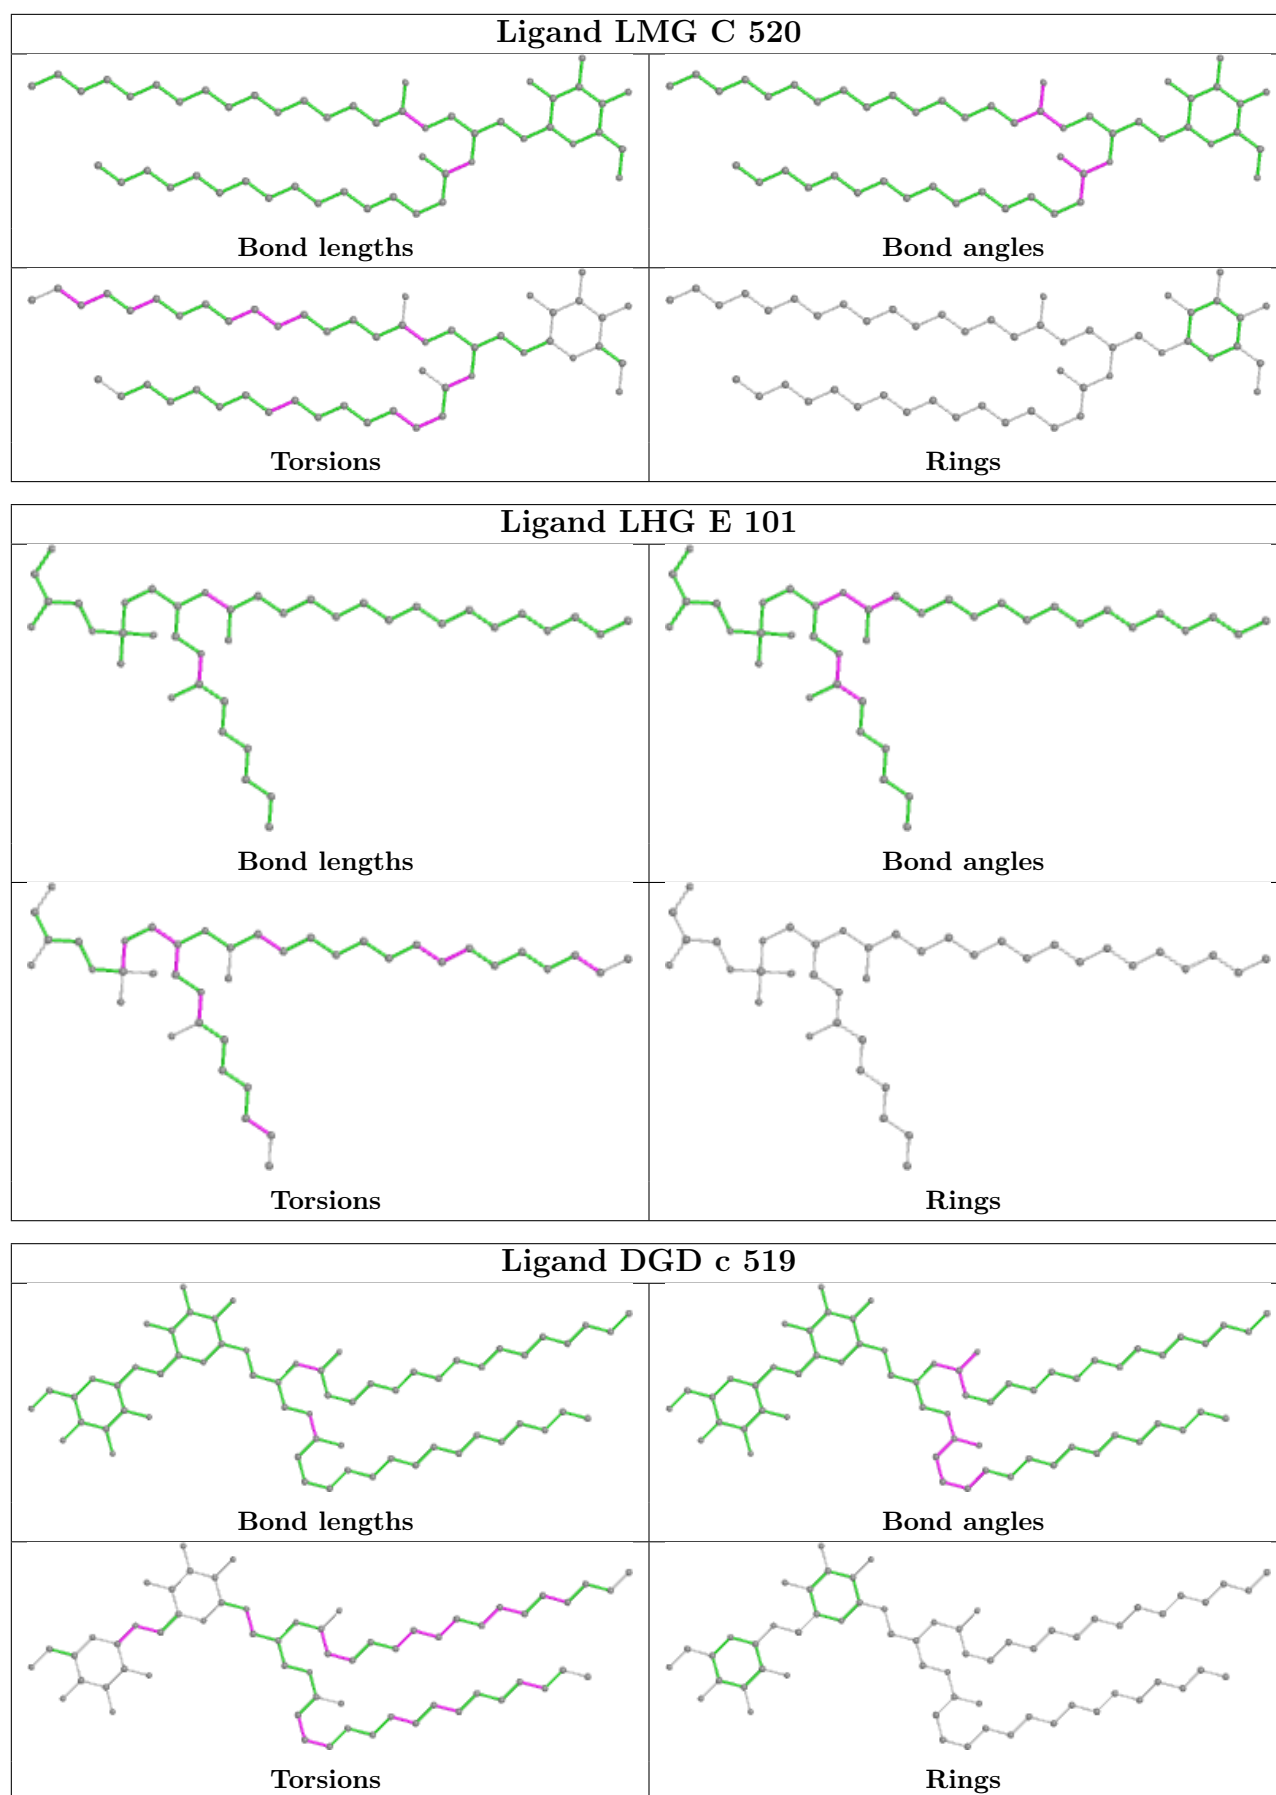 Ligand LMG C 520
Bond lengths
Bond angles
Torsions
Rings
Ligand LHG E 101
Bond lengths
Bond angles
Torsions
Rings
Ligand DGD c 519
Bond lengths
Bond angles
Torsions
Rings